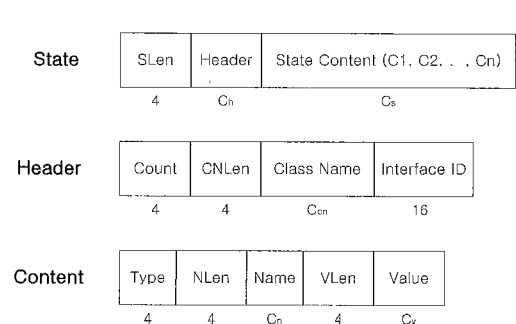 State SLen Header State Content (C1, C2. . , Cn)
4 Ch Cs
Header Count CNLen Class Name Interface ID
4 4 Ccn 16
Content Type NLen Name VLen Value
4 4 Cn 4 Cv